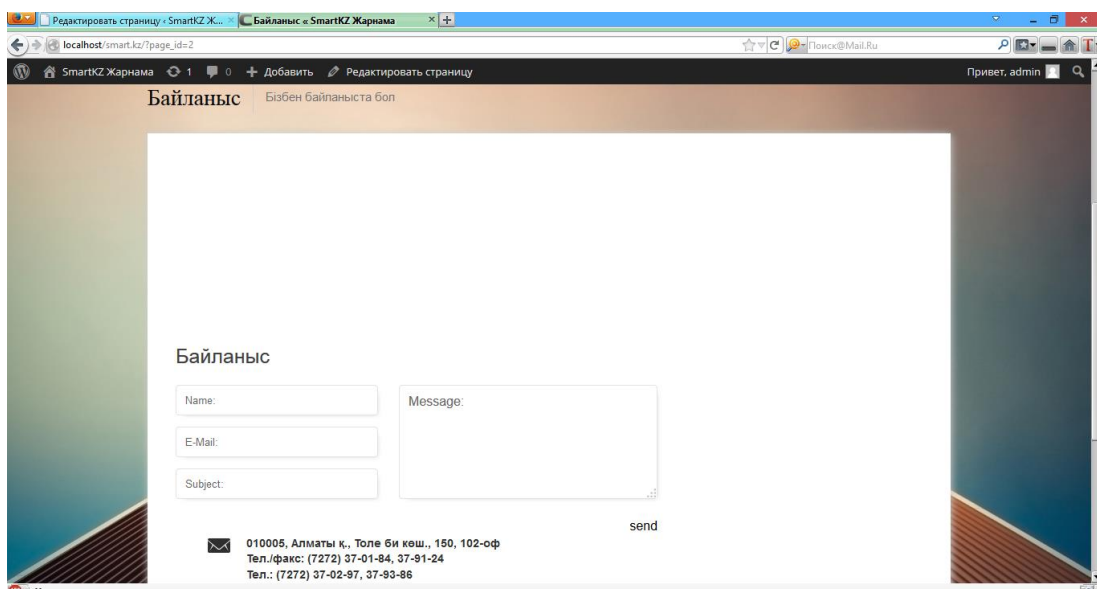 Редактировать страницу ‹ SmartKZ Ж... × Байланыс « SmartKZ Жарнама × +
localhost/smart.kz/?page_id=2 Поиск@Mail.Ru
SmartKZ Жарнама 1 0 + Добавить Редактировать страницу Привет, admin
Байланыс Бізбен байланыста бол
Байланыс
Name: Message:
E-Mail:
Subject:
send
010005, Алматы қ., Толе би көш., 150, 102-оф
Тел./факс: (7272) 37-01-84, 37-91-24
Тел.: (7272) 37-02-97, 37-93-86